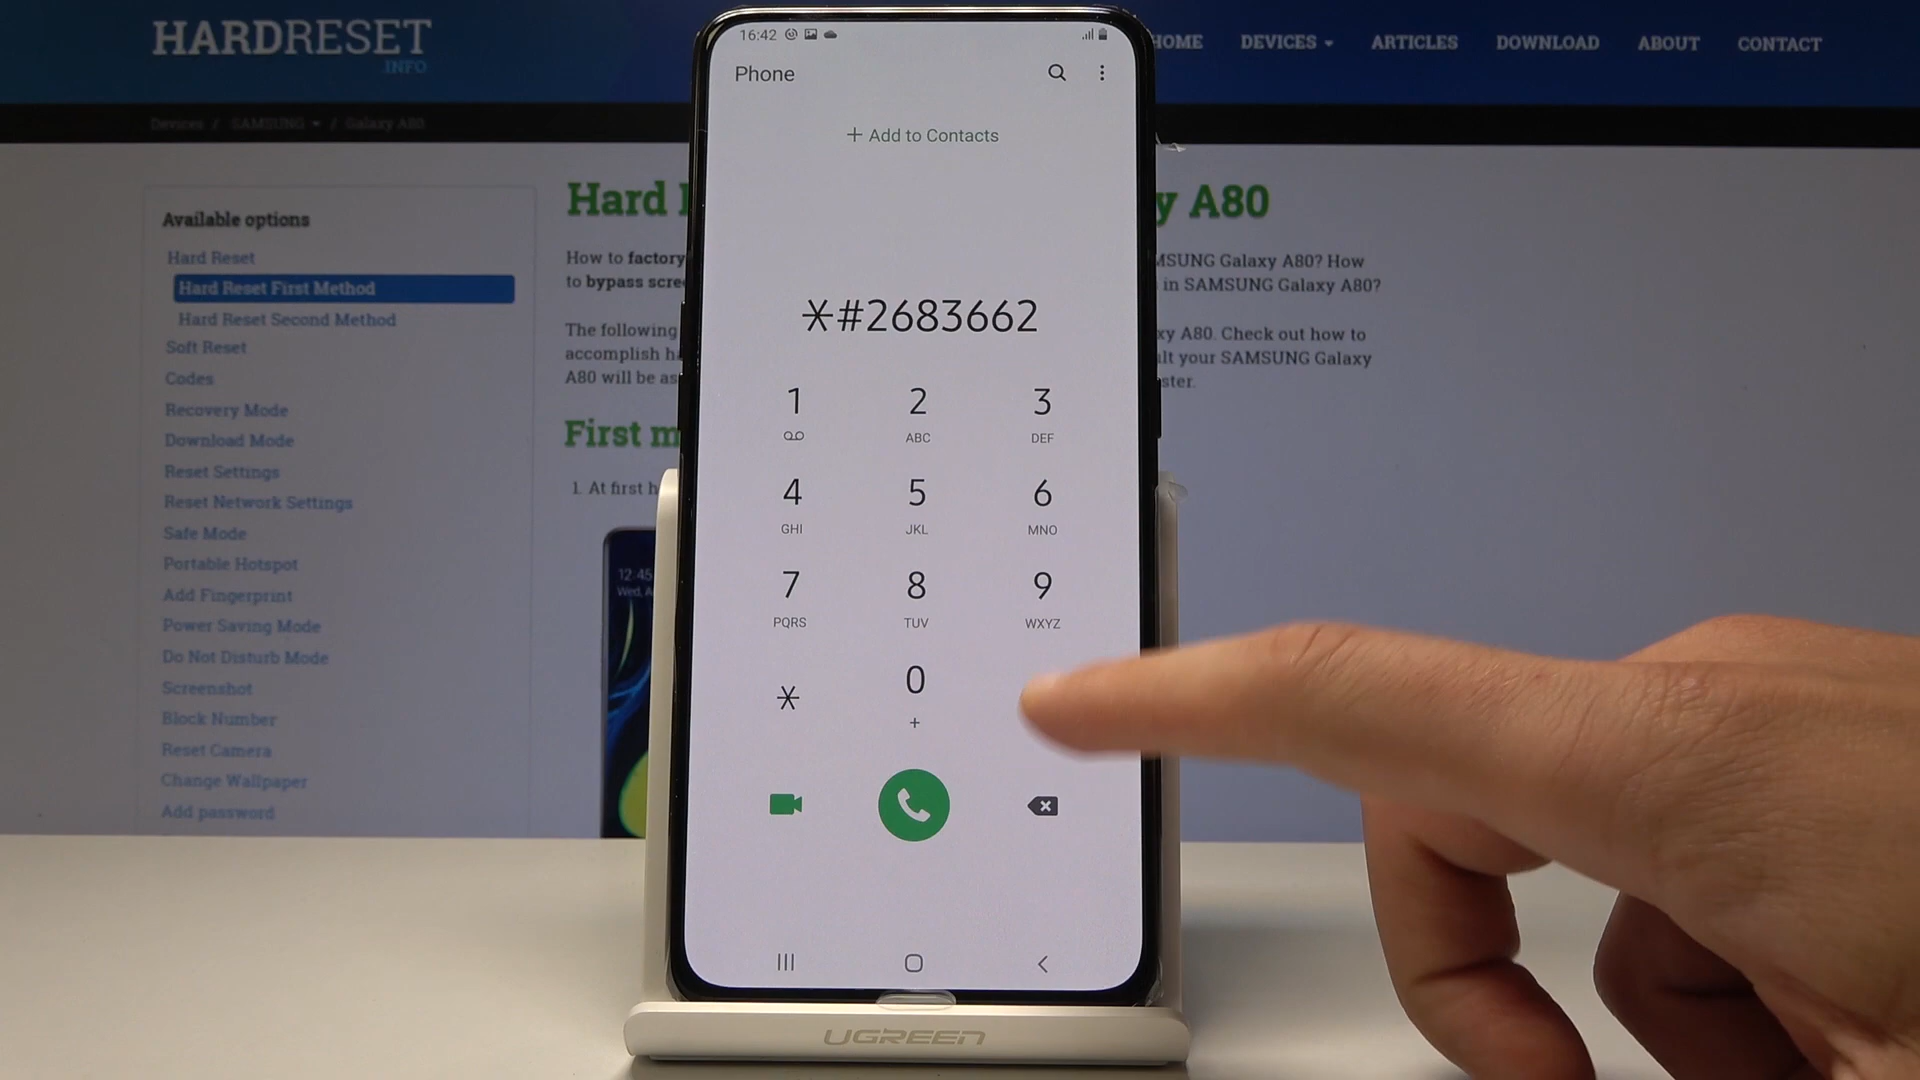 HARDRESET
.INFO
HOME DEVICES ARTICLES DOWNLOAD ABOUT CONTACT
Devices / SAMSUNG / Galaxy A80
16:42
Phone
+ Add to Contacts
*#2683662
1 2 3
ABC DEF
4 5 6
GHI JKL MNO
7 8 9
PQRS TUV WXYZ
* 0
+
UGREEN
Available options
Hard Reset
Hard Reset First Method
Hard Reset Second Method
Soft Reset
Codes
Recovery Mode
Download Mode
Reset Settings
Reset Network Settings
Safe Mode
Portable Hotspot
Add Fingerprint
Power Saving Mode
Do Not Disturb Mode
Screenshot
Block Number
Reset Camera
Change Wallpaper
Add password
Hard y A80
How to factory MSUNG Galaxy A80? How
to bypass in SAMSUNG Galaxy A80?
The following xy A80. Check out how to
accomplish your SAMSUNG Galaxy
A80 will be
First
1. At first
12:45
Wed,